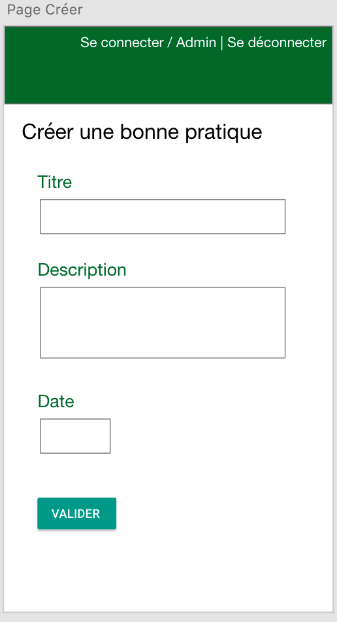 Page Créer
Se connecter / Admin | Se déconnecter
Créer une bonne pratique
Titre
Description
Date
VALIDER